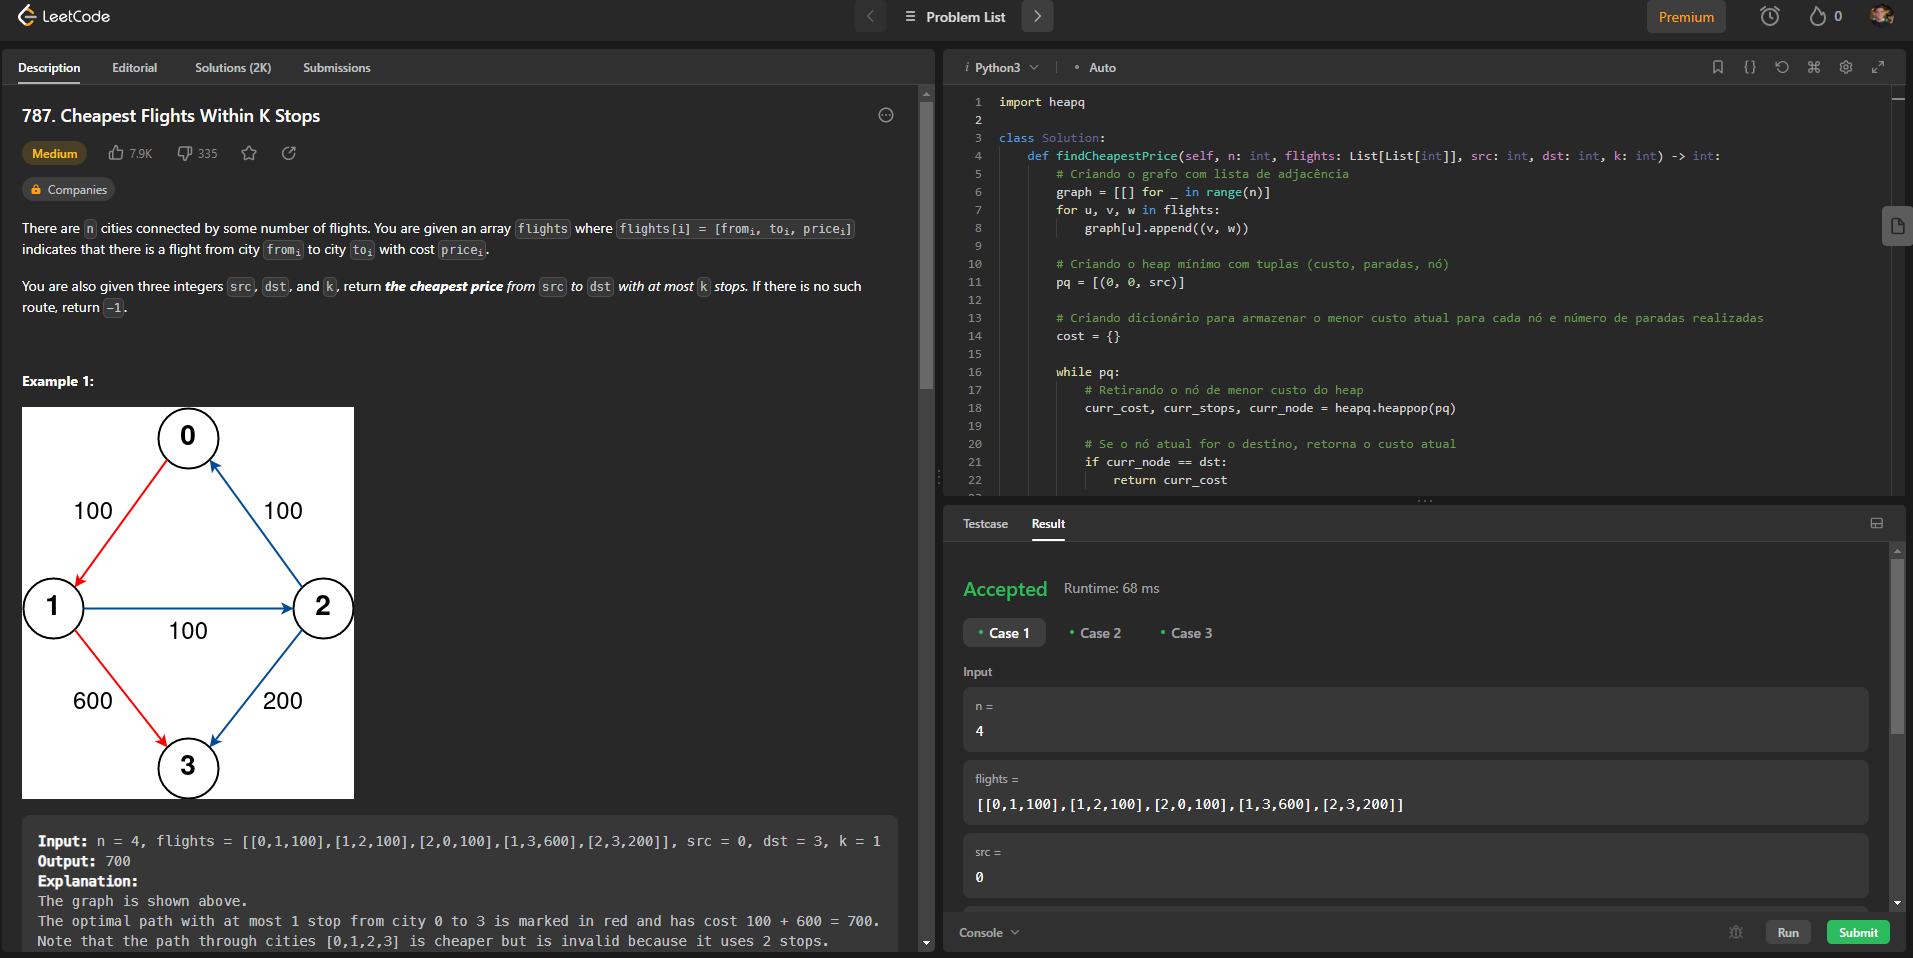 LeetCode
Problem List
Premium
0
Description
Editorial
Solutions (2K)
Submissions
787. Cheapest Flights Within K Stops
Medium
7.9K
335
Companies
There are n cities connected by some number of flights. You are given an array flights where flights[i] = [fromi, toi, pricei]
indicates that there is a flight from city fromi to city toi with cost pricei.
You are also given three integers src, dst, and k, return the cheapest price from src to dst with at most k stops. If there is no such
route, return -1.
Example 1:
0
100
100
1
2
100
600
200
3
Input: n = 4, flights = [[0,1,100],[1,2,100],[2,0,100],[1,3,600],[2,3,200]], src = 0, dst = 3, k = 1
Output: 700
Explanation:
The graph is shown above.
The optimal path with at most 1 stop from city 0 to 3 is marked in red and has cost 100 + 600 = 700.
Note that the path through cities [0,1,2,3] is cheaper but is invalid because it uses 2 stops.
i Python3
• Auto
1 import heapq
2
3 class Solution:
4 def findCheapestPrice(self, n: int, flights: List[List[int]], src: int, dst: int, k: int) -> int:
5 # Criando o grafo com lista de adjacência
6 graph = [[] for _ in range(n)]
7 for u, v, w in flights:
8 graph[u].append((v, w))
9
10 # Criando o heap mínimo com tuplas (custo, paradas, nó)
11 pq = [(0, 0, src)]
12
13 # Criando dicionário para armazenar o menor custo atual para cada nó e número de paradas realizadas
14 cost = {}
15
16 while pq:
17 # Retirando o nó de menor custo do heap
18 curr_cost, curr_stops, curr_node = heapq.heappop(pq)
19
20 # Se o nó atual for o destino, retorna o custo atual
21 if curr_node == dst:
22 return curr_cost
Testcase
Result
Accepted
Runtime: 68 ms
• Case 1
• Case 2
• Case 3
Input
n =
4
flights =
[[0,1,100],[1,2,100],[2,0,100],[1,3,600],[2,3,200]]
src =
0
Console
Run
Submit